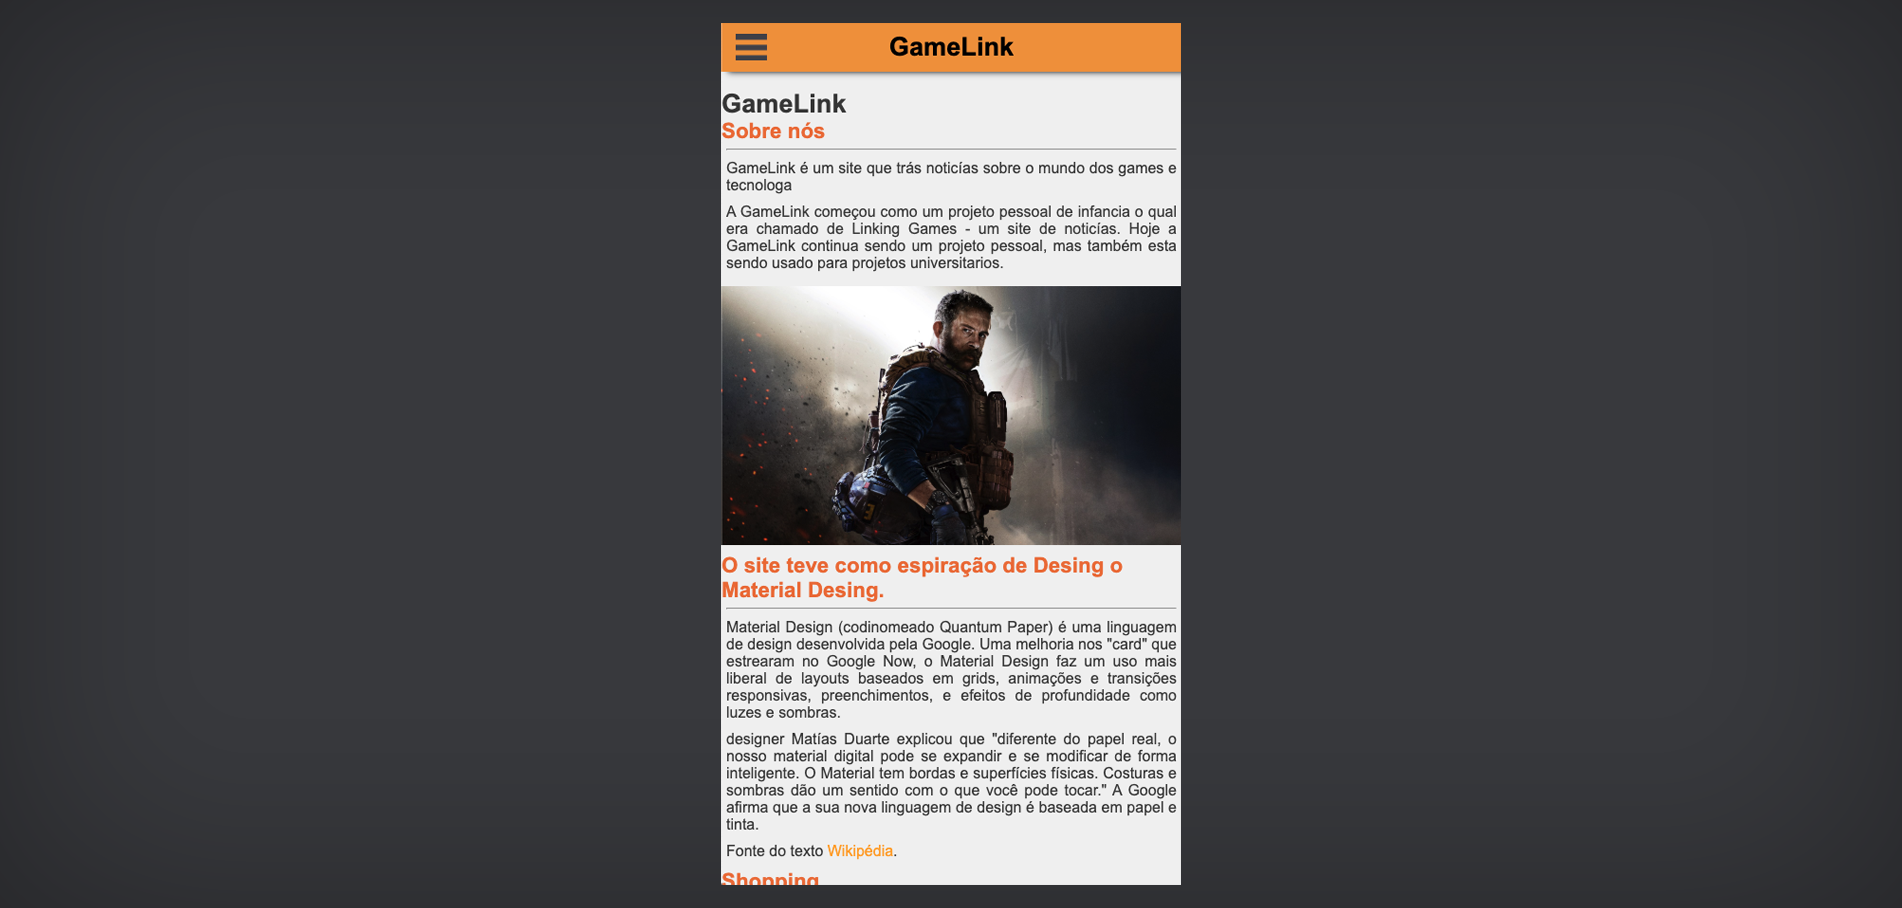 GameLink
GameLink
Sobre nós
GameLink é um site que trás noticías sobre o mundo dos games e
tecnologa
A GameLink começou como um projeto pessoal de infancia o qual
era chamado de Linking Games - um site de noticías. Hoje a
GameLink continua sendo um projeto pessoal, mas também esta
sendo usado para projetos universitarios.
O site teve como espiração de Desing o
Material Desing.
Material Design (codinomeado Quantum Paper) é uma linguagem
de design desenvolvida pela Google. Uma melhoria nos "card" que
estrearam no Google Now, o Material Design faz um uso mais
liberal de layouts baseados em grids, animações e transições
responsivas, preenchimentos, e efeitos de profundidade como
luzes e sombras.
designer Matías Duarte explicou que "diferente do papel real, o
nosso material digital pode se expandir e se modificar de forma
inteligente. O Material tem bordas e superfícies físicas. Costuras e
sombras dão um sentido com o que você pode tocar." A Google
afirma que a sua nova linguagem de design é baseada em papel e
tinta.
Fonte do texto Wikipédia.
Shopping